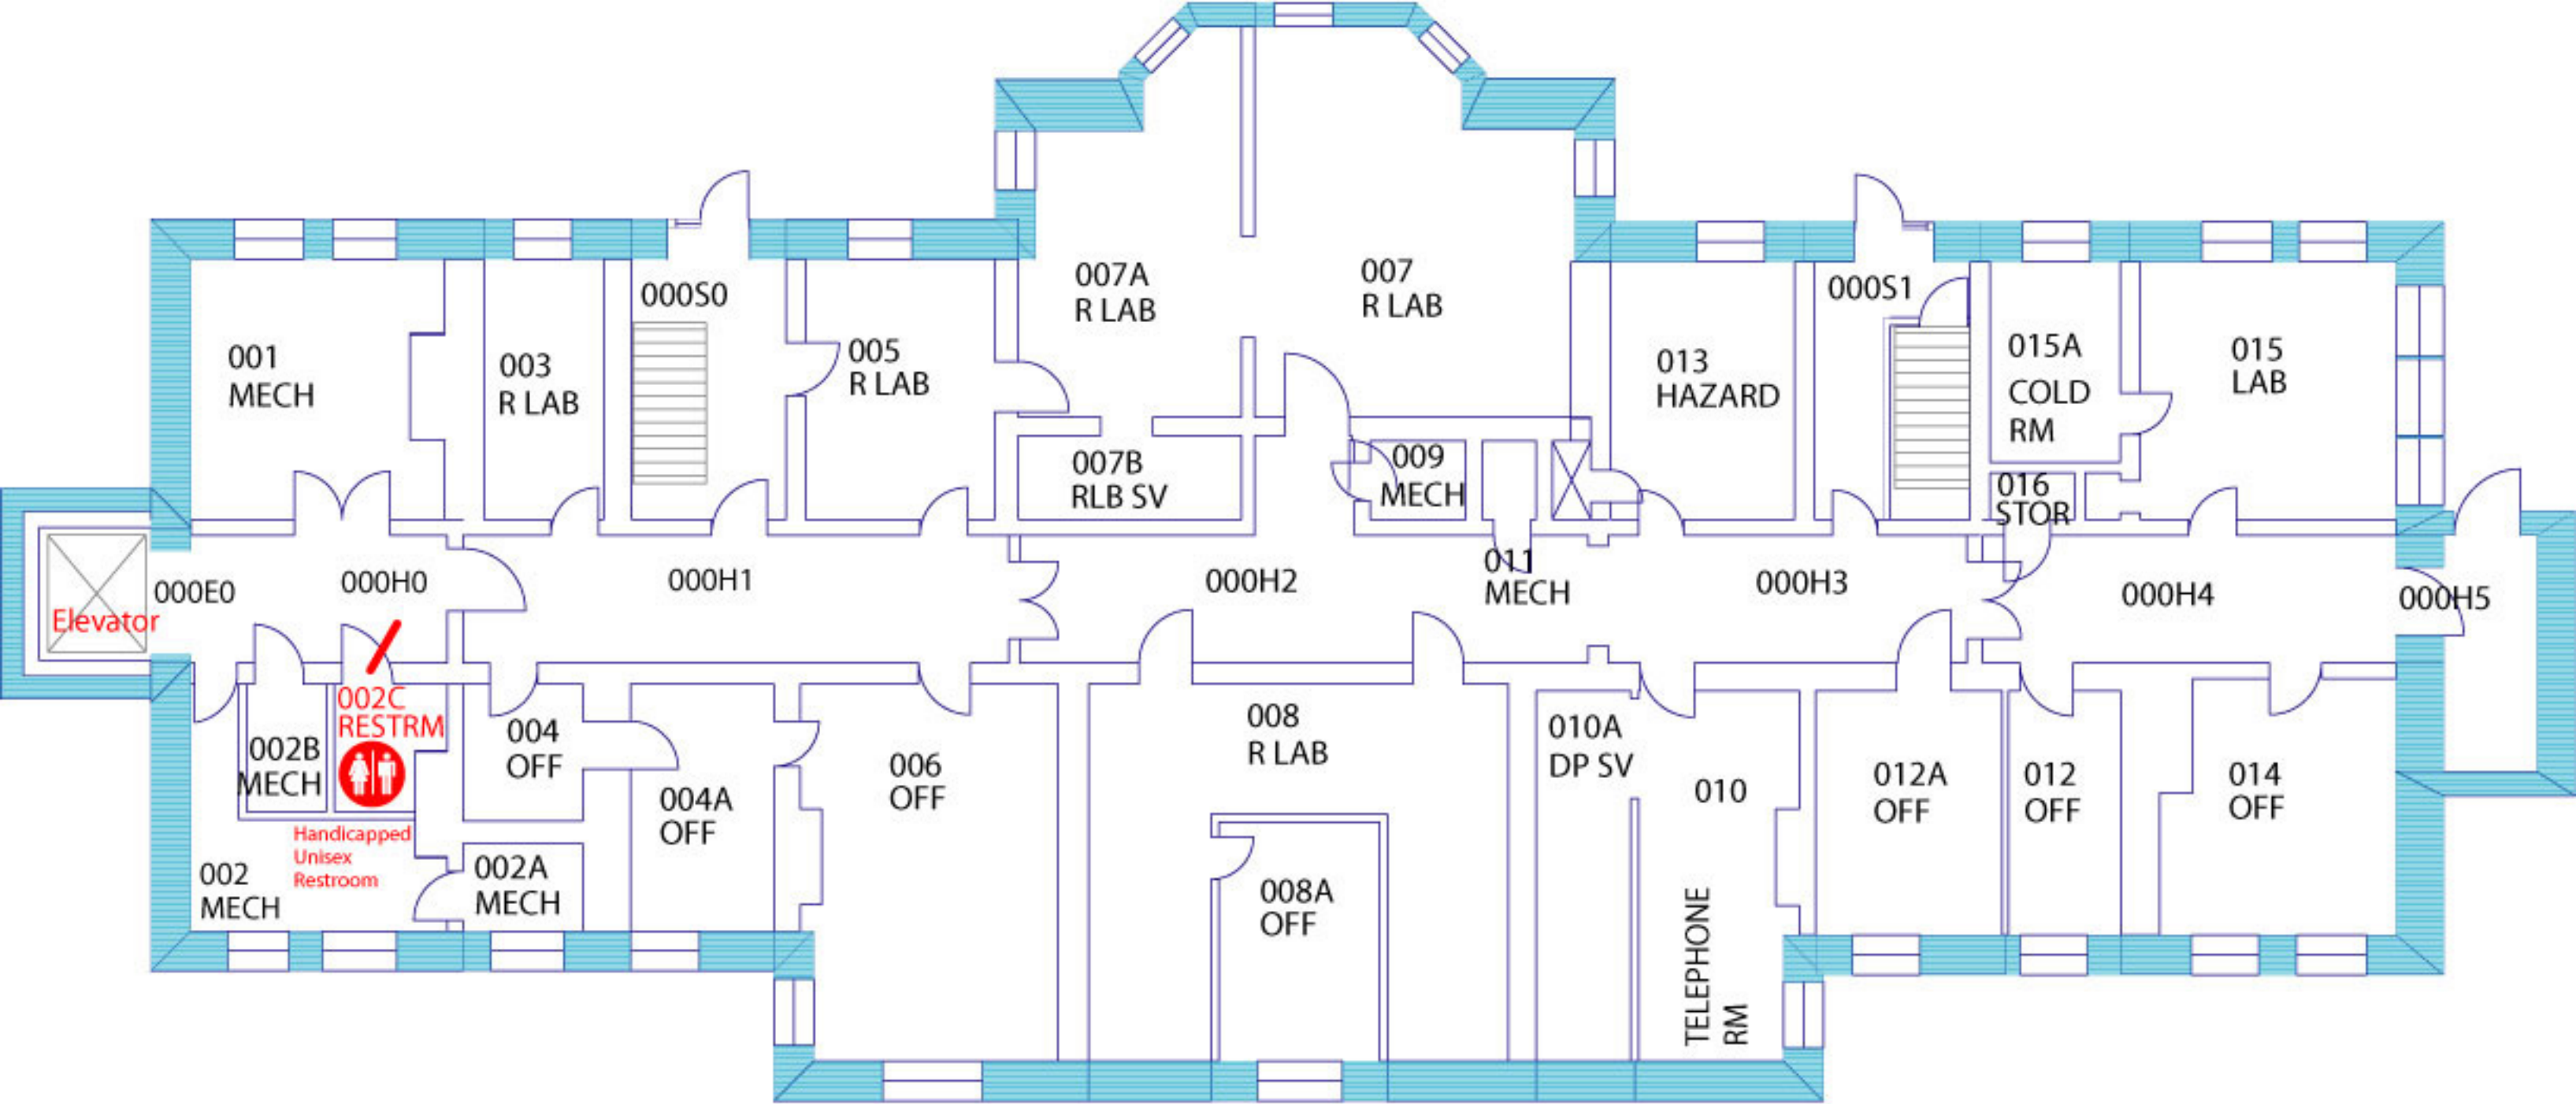 007A
R LAB
007
R LAB
000S0
000S1
001
MECH
003
R LAB
005
R LAB
013
HAZARD
015A
COLD
RM
015
LAB
007B
RLB SV
009
MECH
016
STOR
Elevator
000E0
000H0
000H1
000H2
011
MECH
000H3
000H4
000H5
002C
RESTRM
002B
MECH
Handicapped
Unisex
Restroom
002
MECH
002A
MECH
004
OFF
004A
OFF
006
OFF
008
R LAB
008A
OFF
010A
DP SV
010
TELEPHONE
RM
012A
OFF
012
OFF
014
OFF